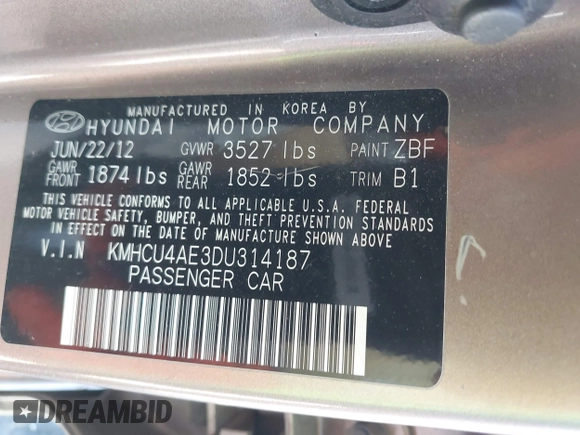 MANUFACTURED IN KOREA BY
HYUNDAI MOTOR COMPANY
JUN/22/12 GVWR 3527 lbs PAINT ZBF
GAWR FRONT 1874 lbs GAWR REAR 1852 lbs TRIM B1
THIS VEHICLE CONFORMS TO ALL APPLICABLE U.S.A. FEDERAL
MOTOR VEHICLE SAFETY, BUMPER, AND THEFT PREVENTION STANDARDS
IN EFFECT ON THE DATE OF MANUFACTURE SHOWN ABOVE
V.I.N KMHCU4AE3DU314187
PASSENGER CAR
DREAMBID